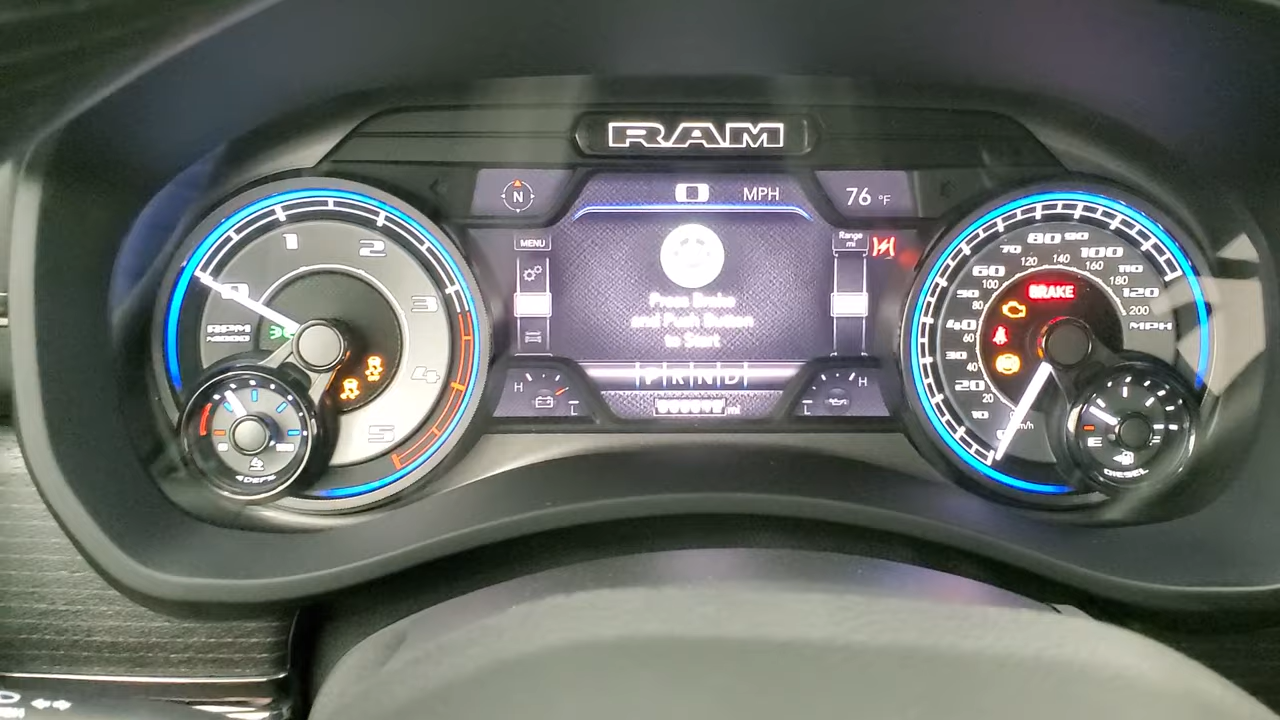 RAM
N
MPH
76 °F
MENU
Range
mi
Press Brake
and Push Button
to Start
P R N D
mi
H
L
L
H
0
1
2
3
4
5
RPM
X1000
DEF%
10
20
30
40
50
60
70
80
90
100
110
120
MPH
20
40
60
80
100
120
140
160
180
200
km/h
BRAKE
E
F
DIESEL